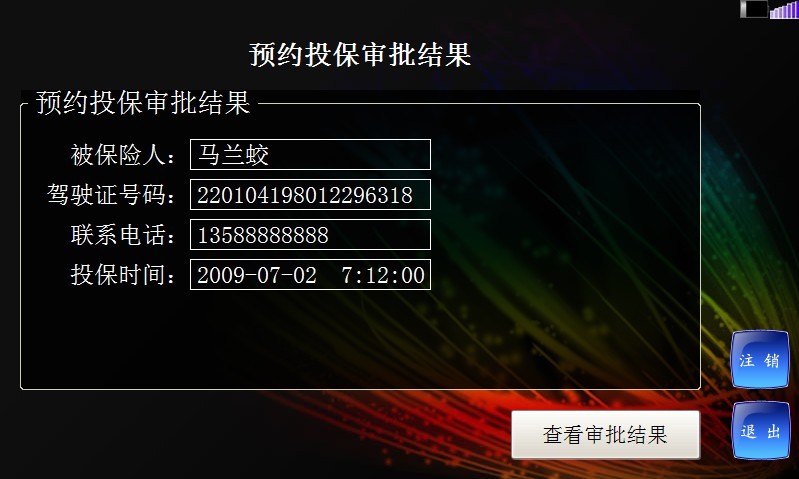 预约投保审批结果
预约投保审批结果
被保险人： 马兰蛟
驾驶证号码： 220104198012296318
联系电话： 13588888888
投保时间： 2009-07-02 7:12:00
注 销
退 出
查看审批结果